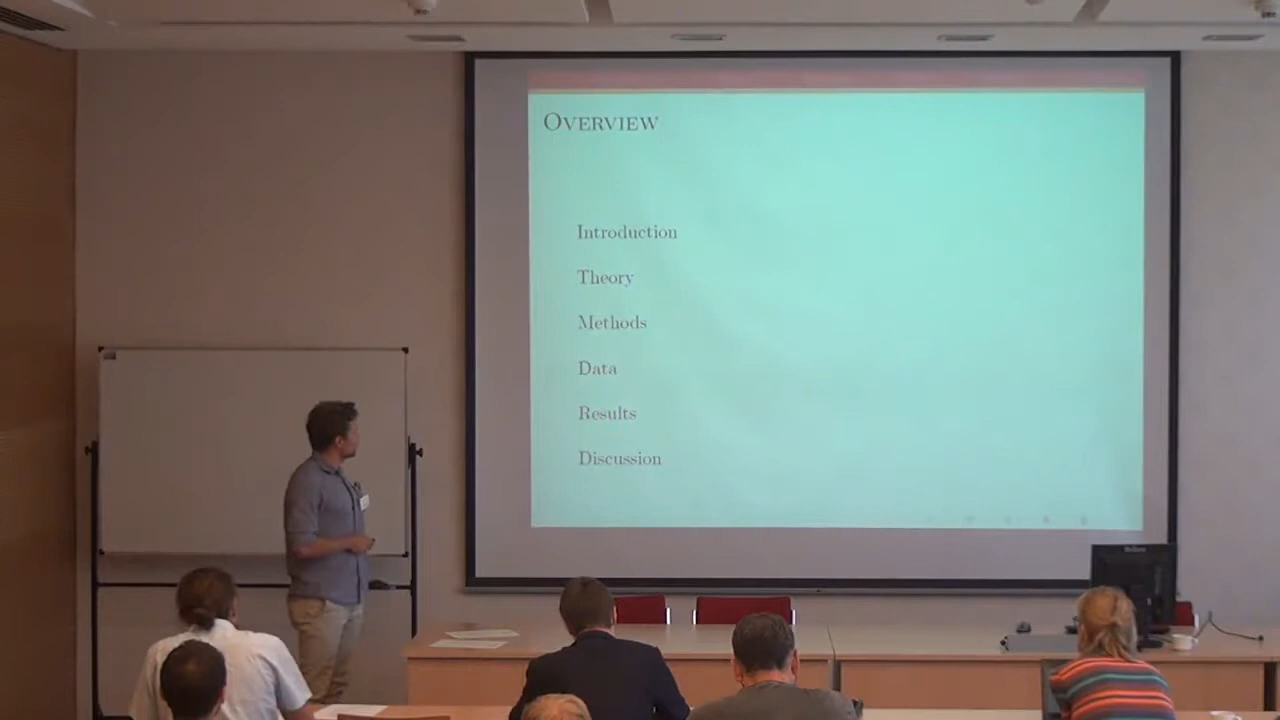 Overview
Introduction
Theory
Methods
Data
Results
Discussion